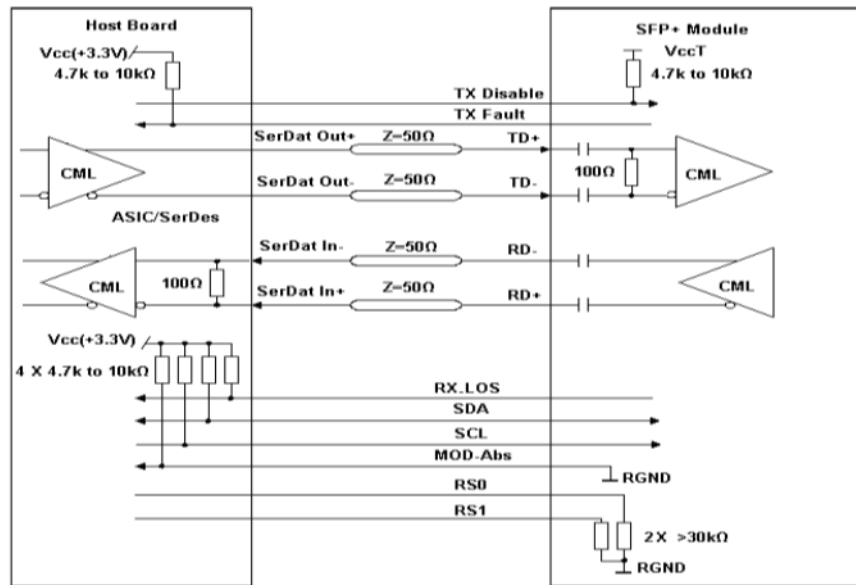 Host Board
SFP+ Module
Vcc(+3.3V)
4.7k to 10kΩ
VccT
4.7k to 10kΩ
TX Disable
TX Fault
SerDat Out+
Z=50Ω
TD+
CML
100Ω
CML
SerDat Out-
Z=50Ω
TD-
ASIC/SerDes
SerDat In-
Z=50Ω
RD-
CML
100Ω
SerDat In+
Z=50Ω
RD+
CML
Vcc(+3.3V)
4 X 4.7k to 10kΩ
RX.LOS
SDA
SCL
MOD-Abs
RGND
RS0
RS1
2X >30kΩ
RGND